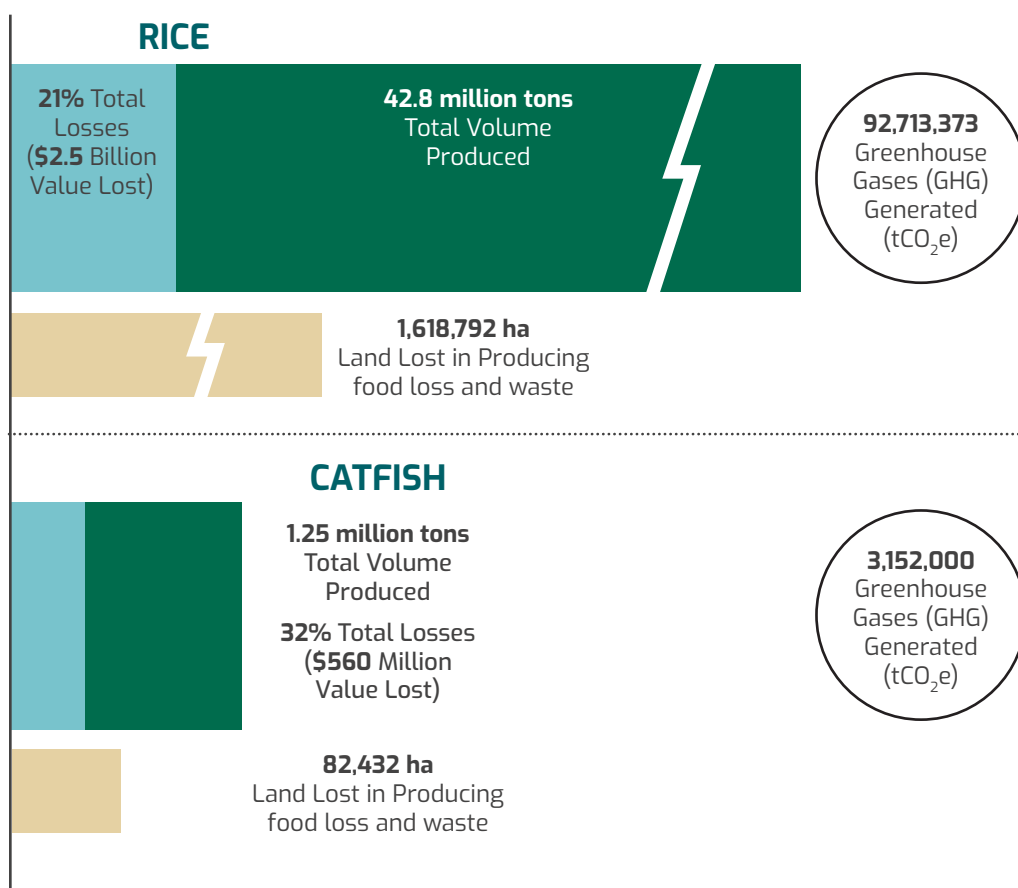 RICE
21% Total
Losses
($2.5 Billion
Value Lost)
42.8 million tons
Total Volume
Produced
92,713,373
Greenhouse
Gases (GHG)
Generated
(tCO₂e)
1,618,792 ha
Land Lost in Producing
food loss and waste
CATFISH
1.25 million tons
Total Volume
Produced
32% Total Losses
($560 Million
Value Lost)
3,152,000
Greenhouse
Gases (GHG)
Generated
(tCO₂e)
82,432 ha
Land Lost in Producing
food loss and waste